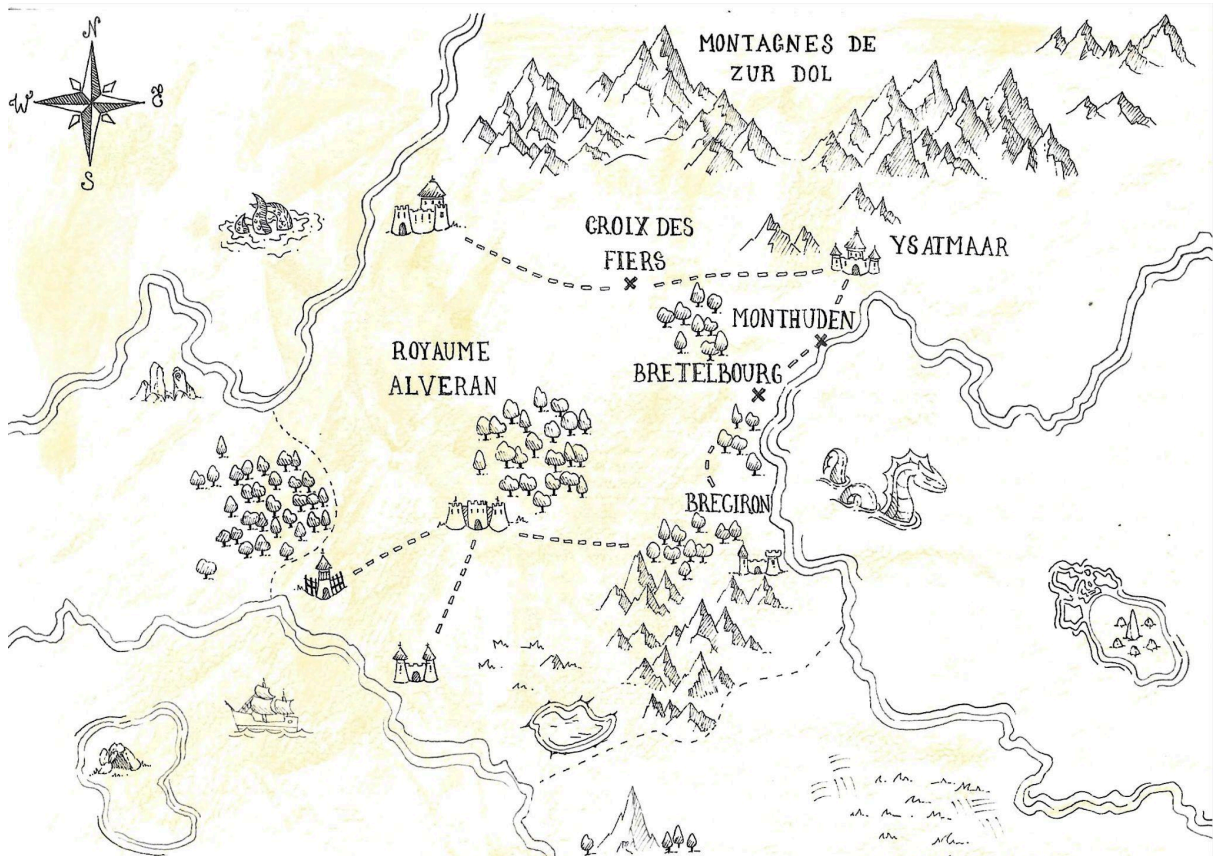 N
W
E
S
MONTAGNES DE
ZUR DOL
CROIX DES
FIERS
YSATMAAR
MONTHUDEN
ROYAUME
ALVERAN
BRETELBOURG
BREGIRON